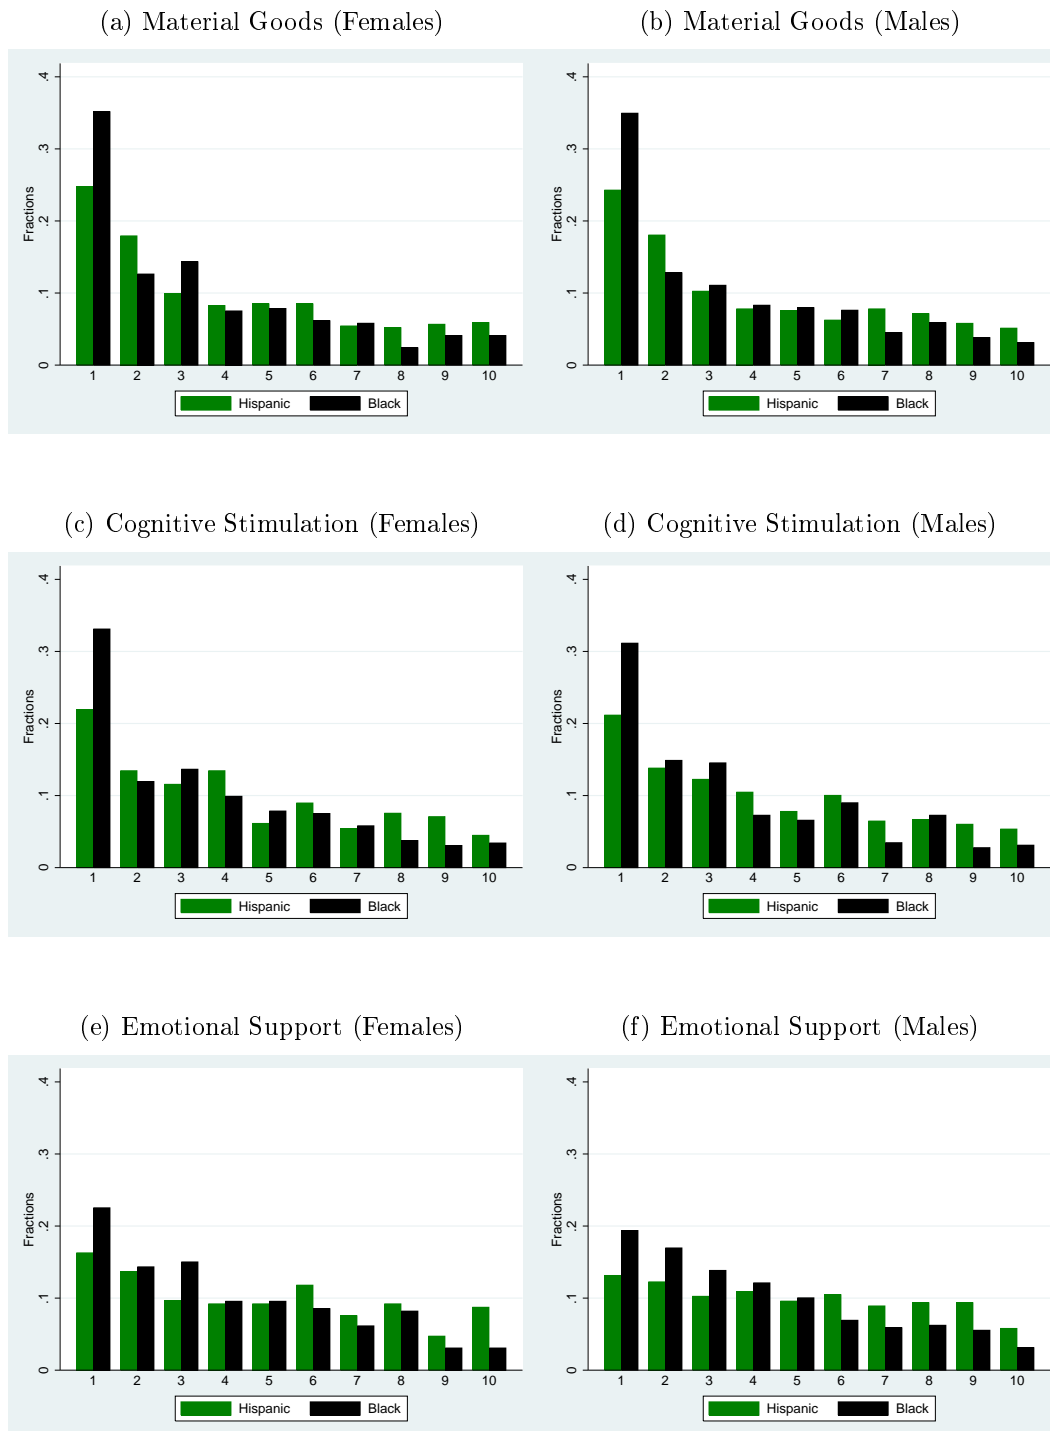 (a) Material Goods (Females)
(b) Material Goods (Males)
Fractions
0 .1 .2 .3 .4
1 2 3 4 5 6 7 8 9 10
Hispanic Black
Fractions
0 .1 .2 .3 .4
1 2 3 4 5 6 7 8 9 10
Hispanic Black
(c) Cognitive Stimulation (Females)
(d) Cognitive Stimulation (Males)
Fractions
0 .1 .2 .3 .4
1 2 3 4 5 6 7 8 9 10
Hispanic Black
Fractions
0 .1 .2 .3 .4
1 2 3 4 5 6 7 8 9 10
Hispanic Black
(e) Emotional Support (Females)
(f) Emotional Support (Males)
Fractions
0 .1 .2 .3 .4
1 2 3 4 5 6 7 8 9 10
Hispanic Black
Fractions
0 .1 .2 .3 .4
1 2 3 4 5 6 7 8 9 10
Hispanic Black